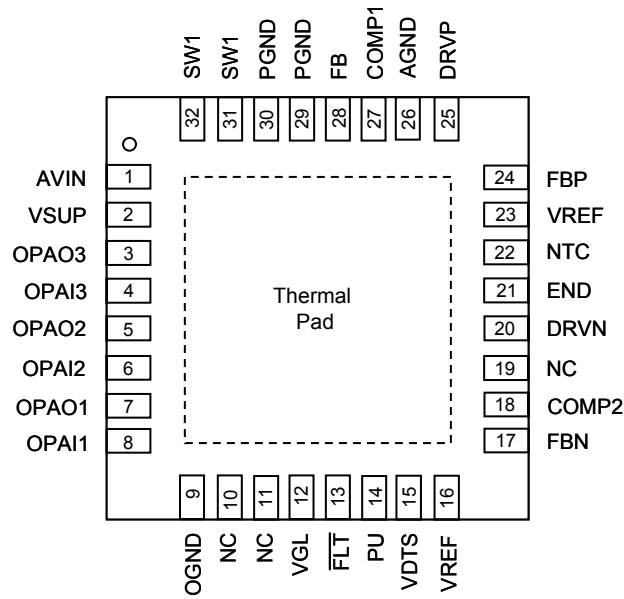 SW1
SW1
PGND
PGND
FB
COMP1
AGND
DRVP
32
31
30
29
28
27
26
25
AVIN 1
24 FBP
VSUP 2
23 VREF
OPAO3 3
22 NTC
OPAI3 4
21 END
OPAO2 5
20 DRVN
OPAI2 6
19 NC
OPAO1 7
18 COMP2
OPAI1 8
17 FBN
Thermal
Pad
9
10
11
12
13
14
15
16
OGND
NC
NC
VGL
FLT
PU
VDTS
VREF